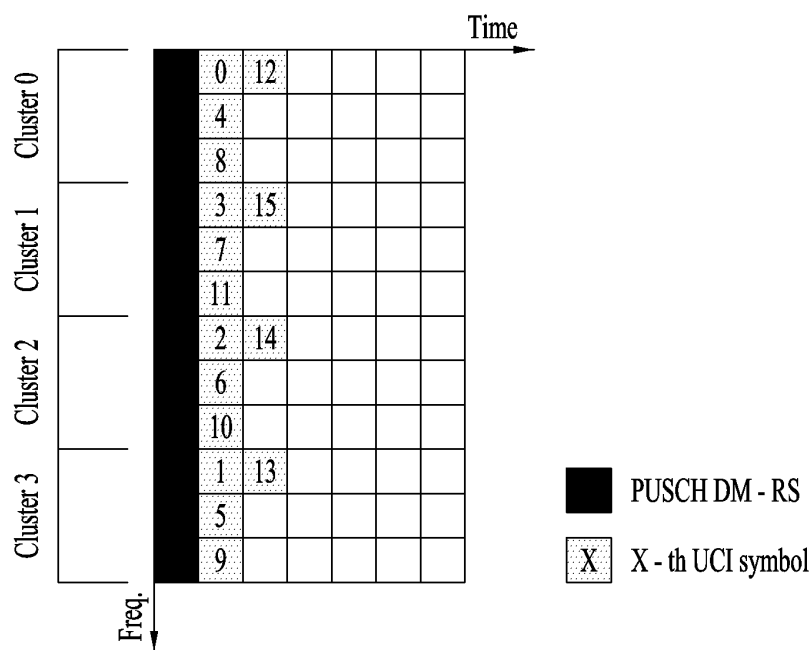 Time
Cluster 0
0 12
4
8
Cluster 1
3 15
7
11
Cluster 2
2 14
6
10
Cluster 3
1 13
5
9
Freq.
PUSCH DM - RS
X X - th UCI symbol